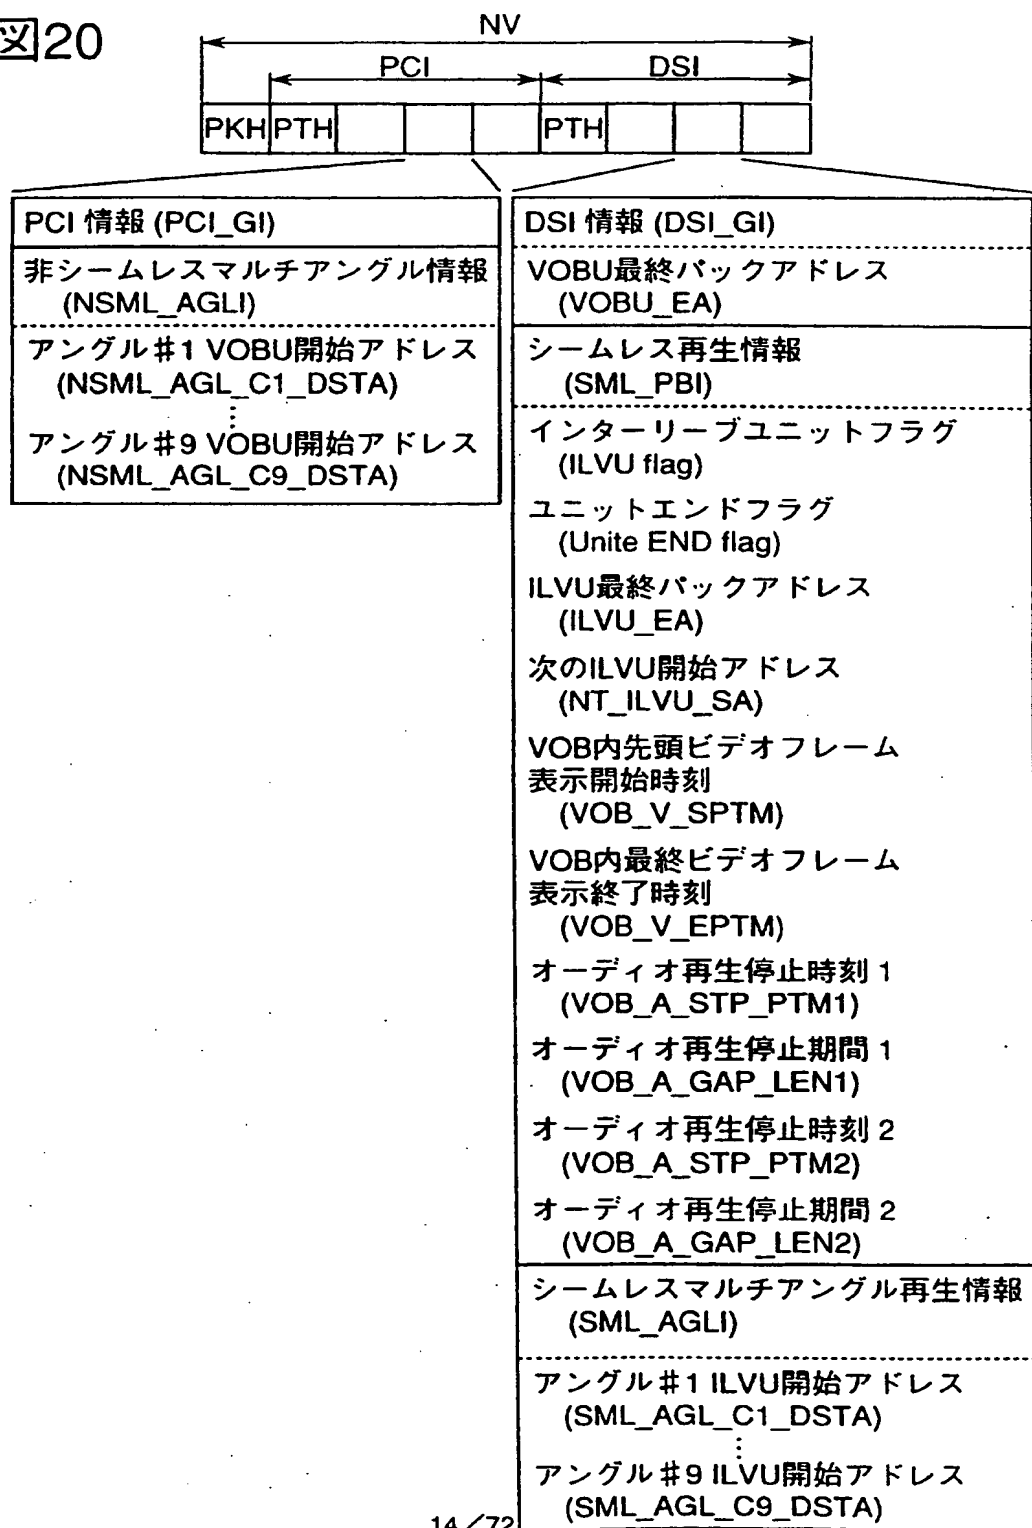 図20
NV
PCI DSI
PKH PTH PTH
PCI 情報 (PCI_GI)
非シームレスマルチアングル情報
(NSML_AGLI)
アングル#1 VOBU開始アドレス
(NSML_AGL_C1_DSTA)
アングル#9 VOBU開始アドレス
(NSML_AGL_C9_DSTA)
DSI 情報 (DSI_GI)
VOBU最終パックアドレス
(VOBU_EA)
シームレス再生情報
(SML_PBI)
インターリーブユニットフラグ
(ILVU flag)
ユニットエンドフラグ
(Unite END flag)
ILVU最終パックアドレス
(ILVU_EA)
次のILVU開始アドレス
(NT_ILVU_SA)
VOB内先頭ビデオフレーム
表示開始時刻
(VOB_V_SPTM)
VOB内最終ビデオフレーム
表示終了時刻
(VOB_V_EPTM)
オーディオ再生停止時刻 1
(VOB_A_STP_PTM1)
オーディオ再生停止期間 1
(VOB_A_GAP_LEN1)
オーディオ再生停止時刻 2
(VOB_A_STP_PTM2)
オーディオ再生停止期間 2
(VOB_A_GAP_LEN2)
シームレスマルチアングル再生情報
(SML_AGLI)
アングル#1 ILVU開始アドレス
(SML_AGL_C1_DSTA)
アングル#9 ILVU開始アドレス
(SML_AGL_C9_DSTA)
14/72